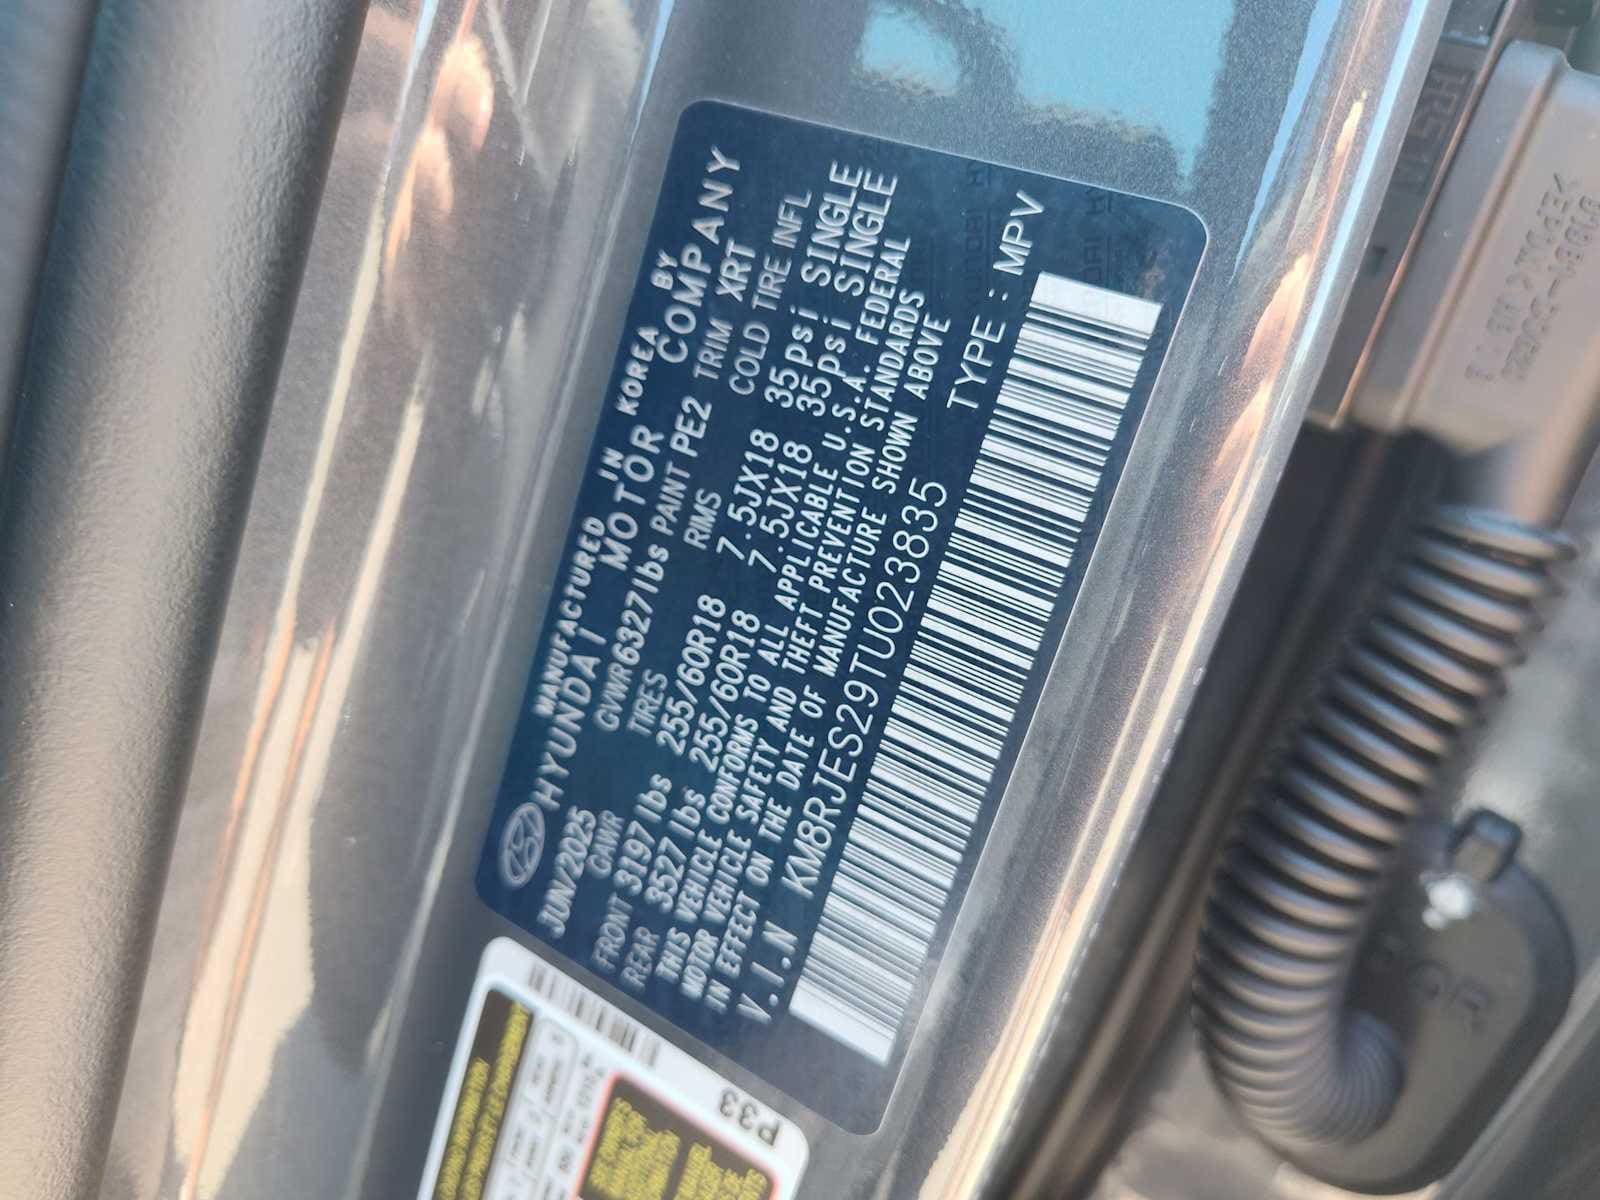 MANUFACTURED IN KOREA BY
HYUNDAI MOTOR COMPANY
JUN/2025 GVWR 6327lbs PAINT PE2 TRIM XRT
GAWR TIRES RIMS COLD TIRE INFL
FRONT 3197lbs 255/60R18 7.5JX18 35psi SINGLE
REAR 3527lbs 255/60R18 7.5JX18 35psi SINGLE
THIS VEHICLE CONFORMS TO ALL APPLICABLE U.S.A. FEDERAL
MOTOR VEHICLE SAFETY AND THEFT PREVENTION STANDARDS
IN EFFECT ON THE DATE OF MANUFACTURE SHOWN ABOVE
V.I.N KM8RJES29TU023835 TYPE : MPV
P33